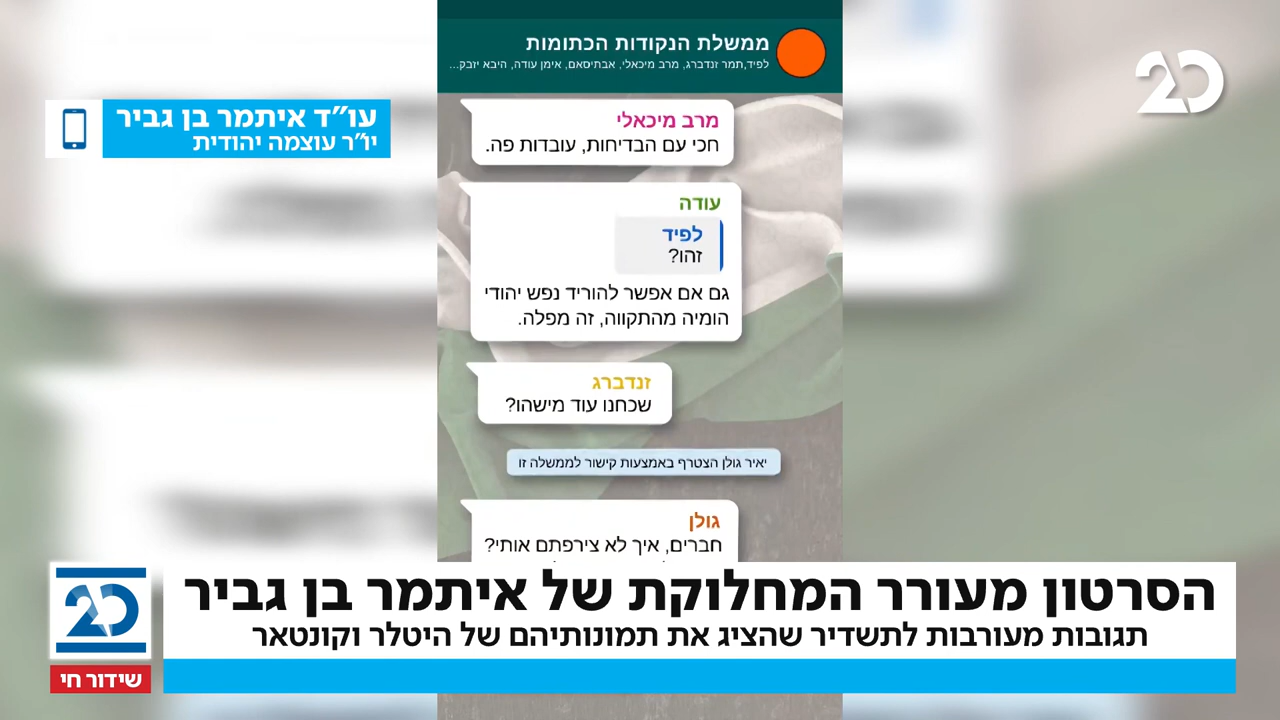 ממשלת הנקודות הכתומות
לפיד,תמר זנדברג, מרב מיכאלי, אבתיסאם, אימן עודה, היבא יזבק...
20
עו"ד איתמר בן גביר
יו"ר עוצמה יהודית
מרב מיכאלי
חכי עם הבדיחות, עובדות פה.
עודה
לפיד
זהו?
גם אם אפשר להוריד נפש יהודי
הומיה מהתקווה, זה מפלה.
זנדברג
שכחנו עוד מישהו?
יאיר גולן הצטרף באמצעות קישור לממשלה זו
גולן
חברים, איך לא צירפתם אותי?
הסרטון מעורר המחלוקת של איתמר בן גביר
תגובות מעורבות לתשדיר שהציג את תמונותיהם של היטלר וקונטאר
20
שידור חי